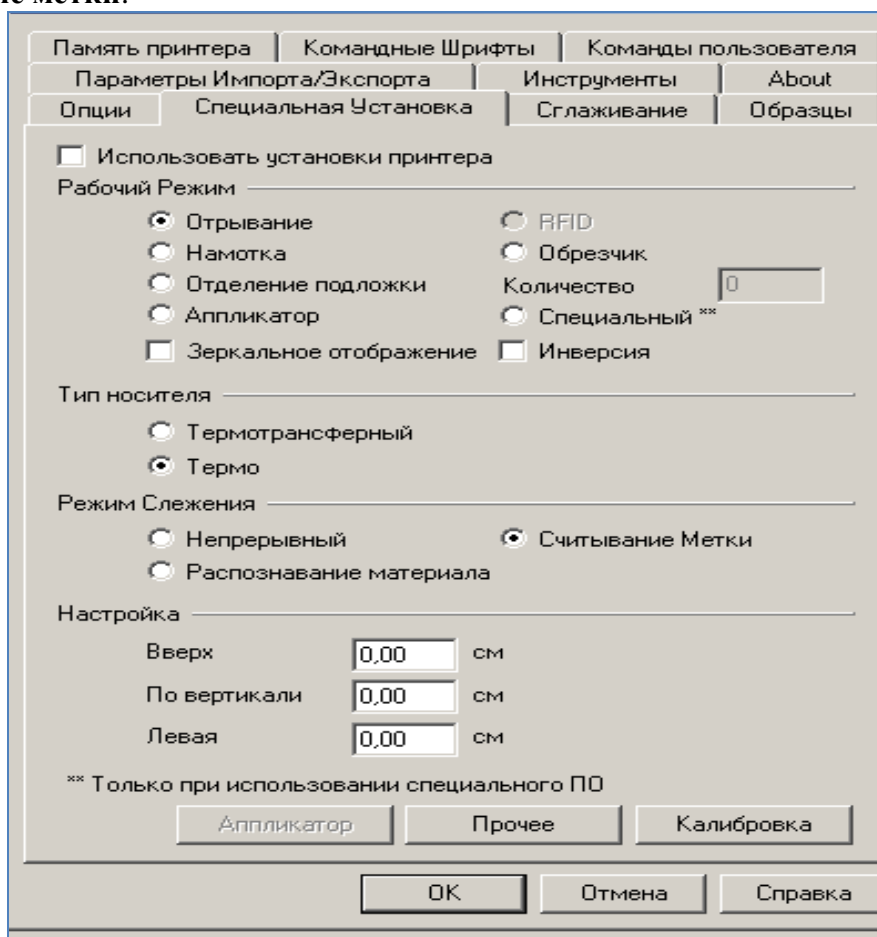 е метки.
Память принтера Командные Шрифты Команды пользователя
Параметры Импорта/Экспорта Инструменты About
Опции Специальная Установка Сглаживание Образцы
Использовать установки принтера
Рабочий Режим
Отрывание RFID
Намотка Обрезчик
Отделение подложки Количество 0
Аппликатор Специальный **
Зеркальное отображение Инверсия
Тип носителя
Термотрансферный
Термо
Режим Слежения
Непрерывный Считывание Метки
Распознавание материала
Настройка
Вверх 0,00 см
По вертикали 0,00 см
Левая 0,00 см
** Только при использовании специального ПО
Аппликатор Прочее Калибровка
OK Отмена Справка